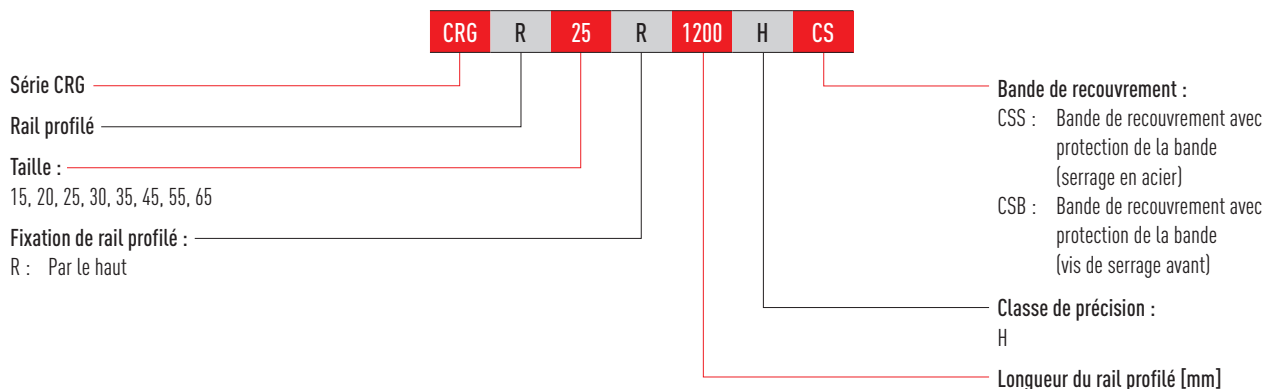 CRG R 25 R 1200 H CS
Série CRG
Rail profilé
Taille :
15, 20, 25, 30, 35, 45, 55, 65
Fixation de rail profilé :
R : Par le haut
Bande de recouvrement :
CSS : Bande de recouvrement avec
protection de la bande
(serrage en acier)
CSB : Bande de recouvrement avec
protection de la bande
(vis de serrage avant)
Classe de précision :
H
Longueur du rail profilé [mm]